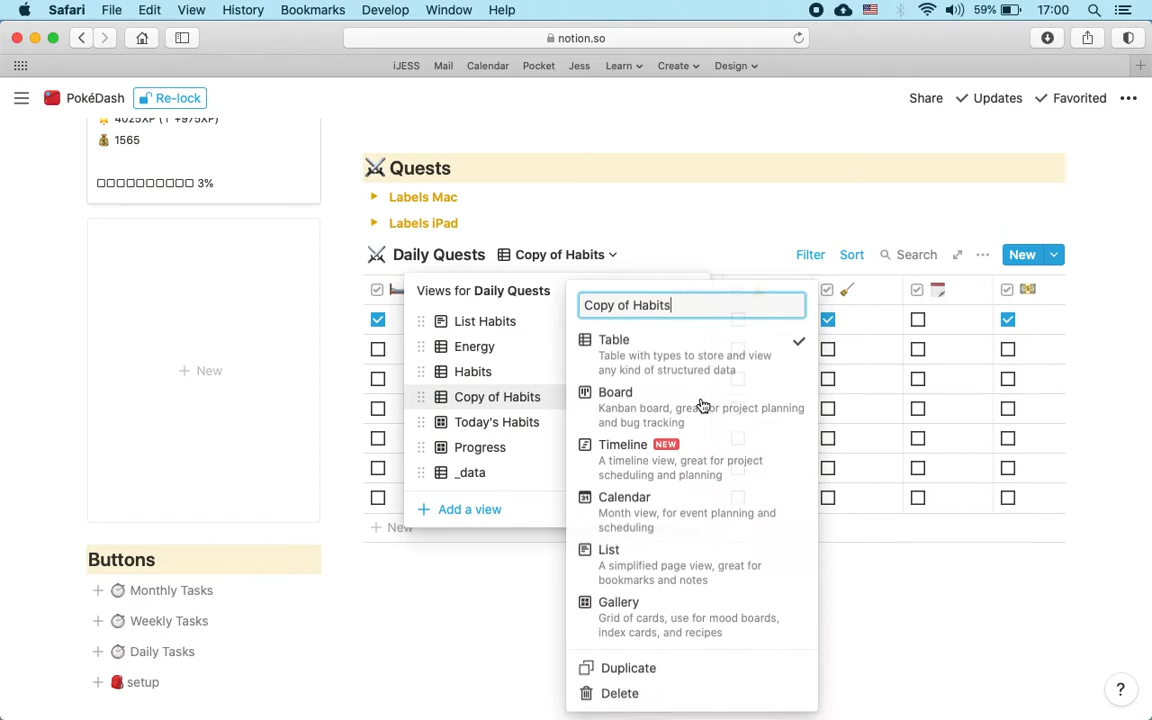 Safari File Edit View History Bookmarks Develop Window Help 59% 17:00
notion.so
iJESS Mail Calendar Pocket Jess Learn Create Design
PokéDash Re-lock Share Updates Favorited
4025XP (↑ +975XP)
1565
3%
Quests
Labels Mac
Labels iPad
Daily Quests Copy of Habits Filter Sort Search New
Views for Daily Quests
List Habits
Energy
Habits
Copy of Habits
Today's Habits
Progress
_data
Add a view
Copy of Habits
Table
Table with types to store and view
any kind of structured data
Board
Kanban board, great for project planning
and bug tracking
Timeline NEW
A timeline view, great for project
scheduling and planning
Calendar
Month view, for event planning and
scheduling
List
A simplified page view, great for
bookmarks and notes
Gallery
Grid of cards, use for mood boards,
index cards, and recipes
Duplicate
Delete
+ New
+ New
Buttons
Monthly Tasks
Weekly Tasks
Daily Tasks
setup
?